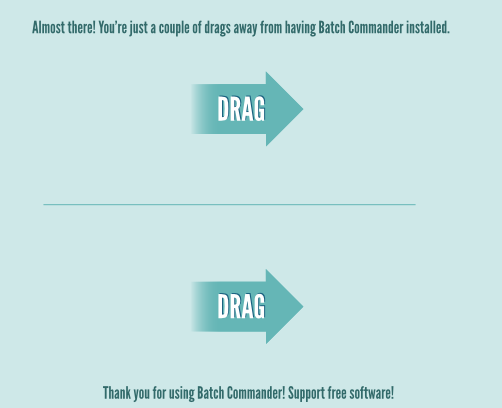 Almost there! You're just a couple of drags away from having Batch Commander installed.
DRAG
DRAG
Thank you for using Batch Commander! Support free software!